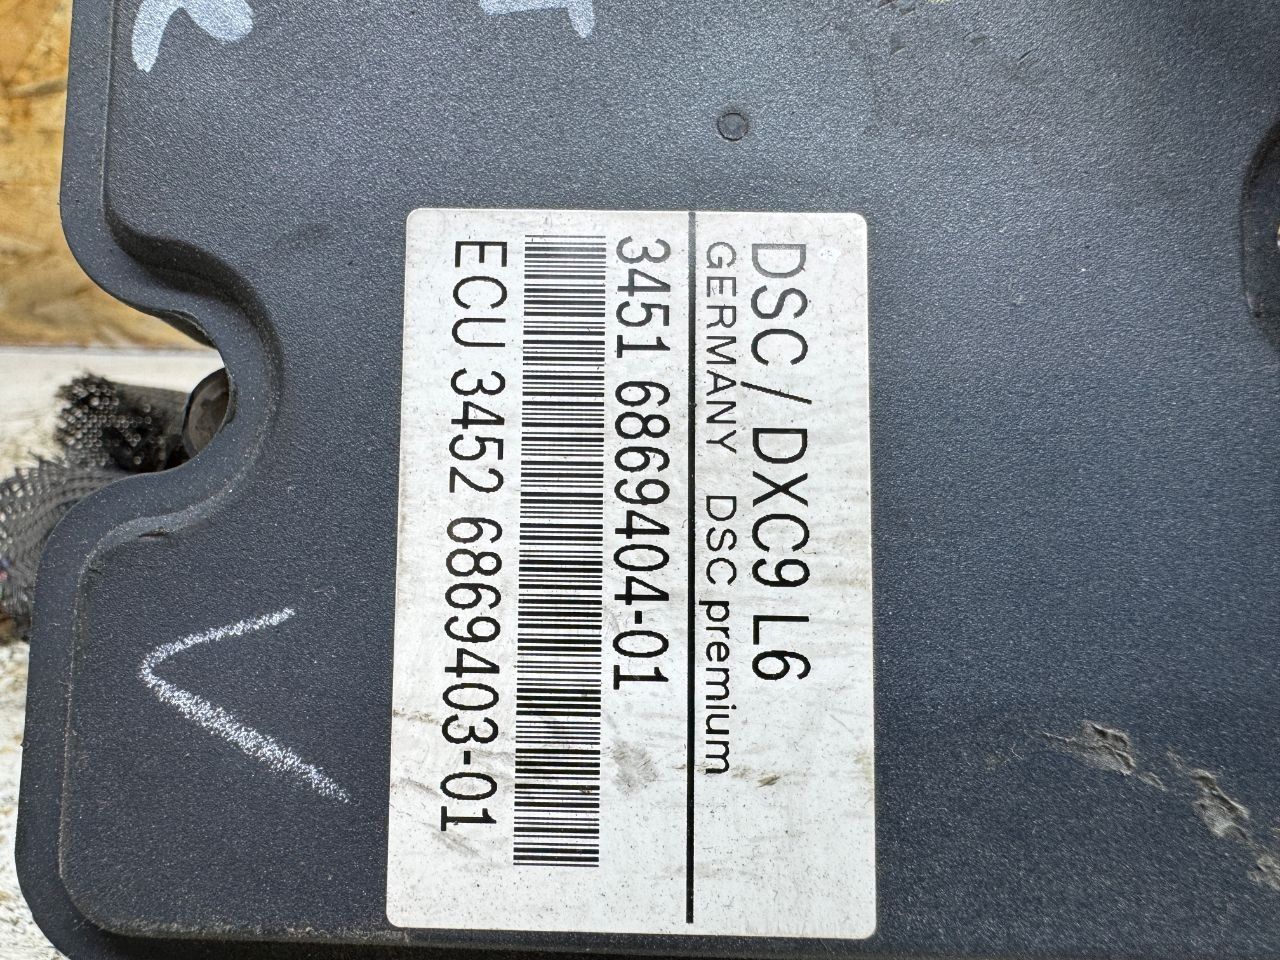 DSC / DXC9 L6
GERMANY DSC premium
3451 6869404-01
ECU 3452 6869403-01